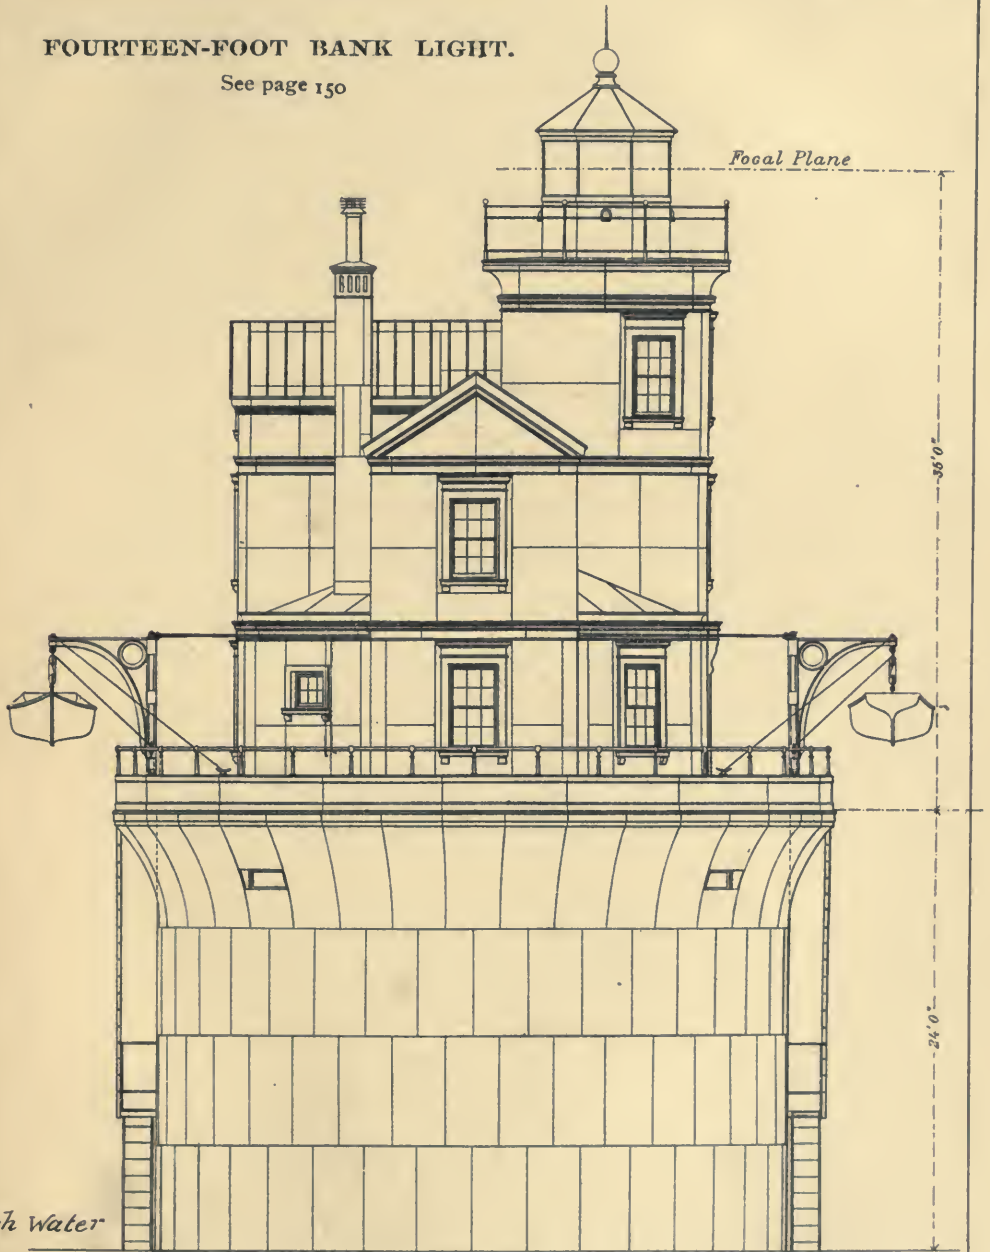 FOURTEEN-FOOT BANK LIGHT.
See page 150
Focal Plane
35'0"
24'0"
h Water